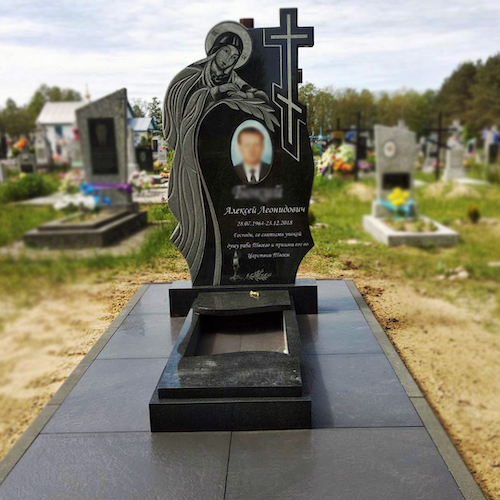 Алексей Леонидович
28.07.1964-23.12.2018
Господи, со святыми упокой
душу раба Твоего и приими его во
Царствии Твоем